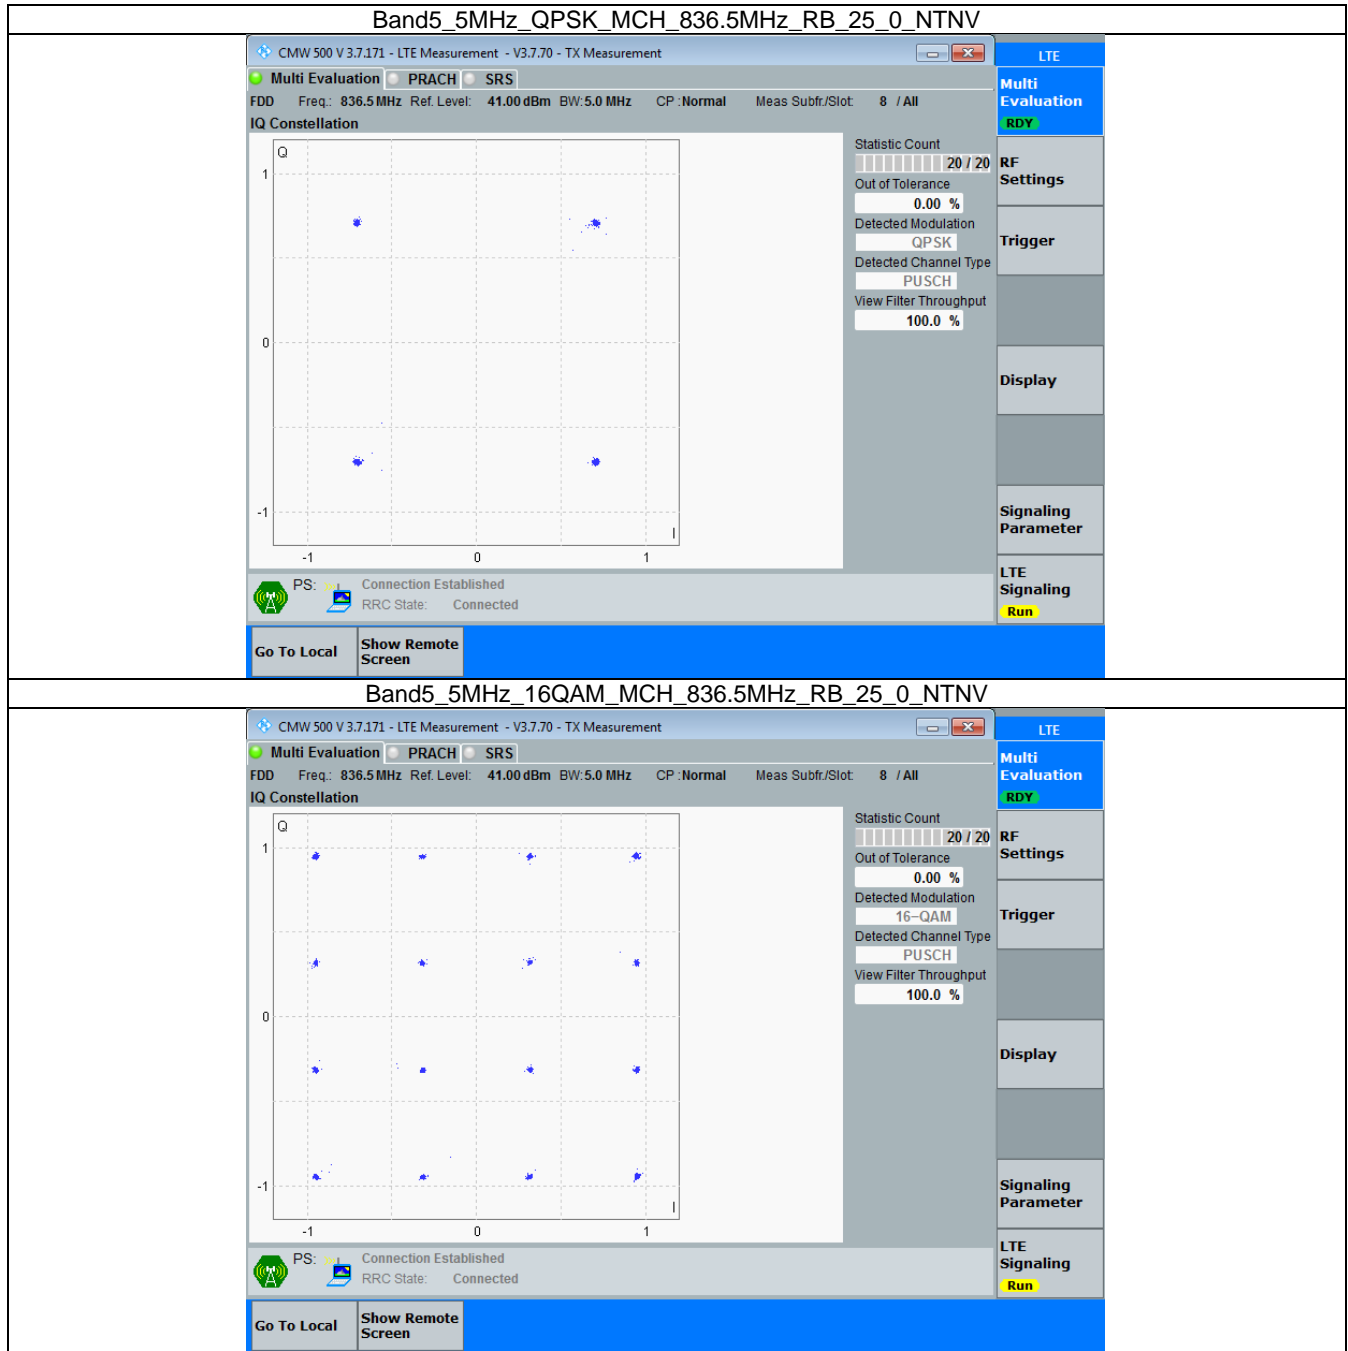 Band5_5MHz_QPSK_MCH_836.5MHz_RB_25_0_NTNV
CMW 500 V 3.7.171 - LTE Measurement - V3.7.70 - TX Measurement
LTE
Multi Evaluation PRACH SRS
Multi
Evaluation
RDY
FDD Freq.: 836.5 MHz Ref. Level: 41.00 dBm BW: 5.0 MHz CP : Normal Meas Subfr./Slot: 8 / All
IQ Constellation
Q
1
0
-1
I
-1 0 1
Statistic Count
20 / 20
Out of Tolerance
0.00 %
Detected Modulation
QPSK
Detected Channel Type
PUSCH
View Filter Throughput
100.0 %
RF
Settings
Trigger
Display
Signaling
Parameter
LTE
Signaling
Run
PS: Connection Established
RRC State: Connected
Go To Local
Show Remote
Screen
Band5_5MHz_16QAM_MCH_836.5MHz_RB_25_0_NTNV
CMW 500 V 3.7.171 - LTE Measurement - V3.7.70 - TX Measurement
LTE
Multi Evaluation PRACH SRS
Multi
Evaluation
RDY
FDD Freq.: 836.5 MHz Ref. Level: 41.00 dBm BW: 5.0 MHz CP : Normal Meas Subfr./Slot: 8 / All
IQ Constellation
Q
1
0
-1
I
-1 0 1
Statistic Count
20 / 20
Out of Tolerance
0.00 %
Detected Modulation
16-QAM
Detected Channel Type
PUSCH
View Filter Throughput
100.0 %
RF
Settings
Trigger
Display
Signaling
Parameter
LTE
Signaling
Run
PS: Connection Established
RRC State: Connected
Go To Local
Show Remote
Screen